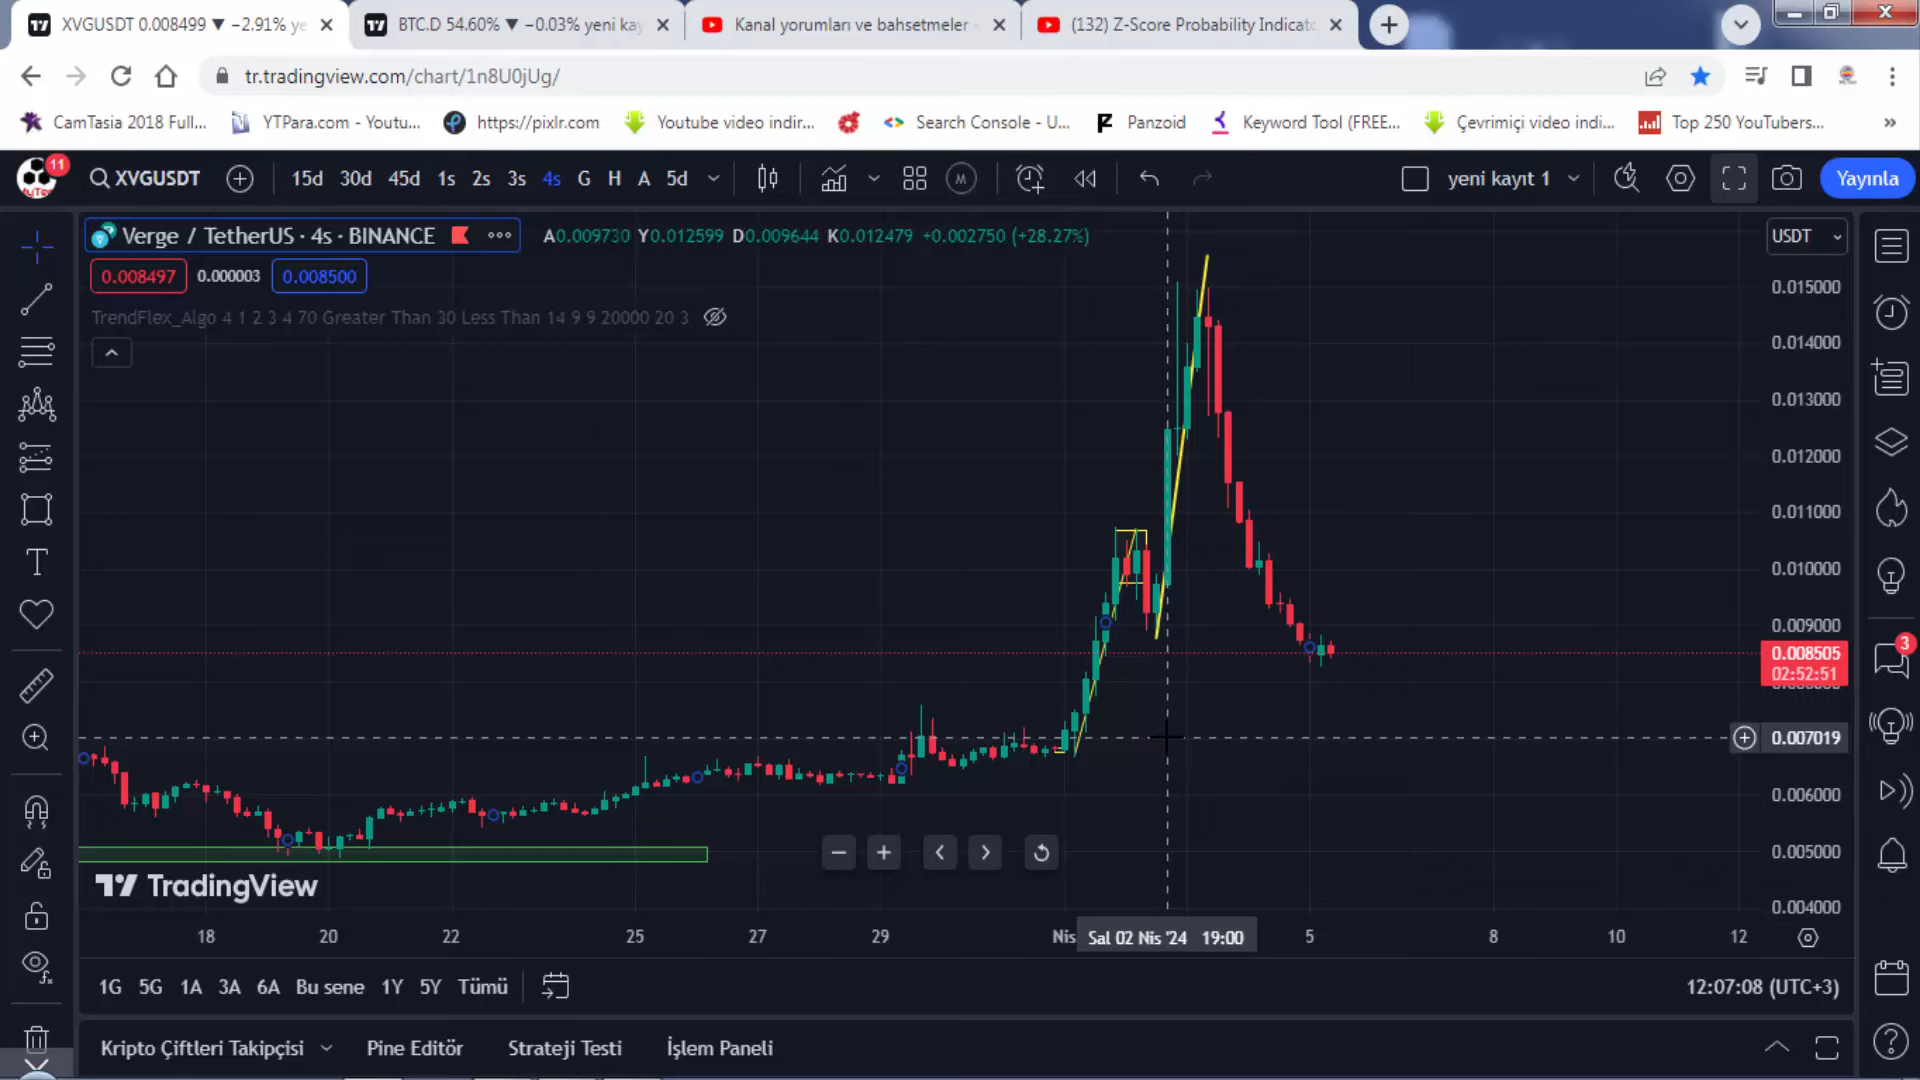 XVGUSDT 0.008499 ▼ −2.91% ye
BTC.D 54.60% ▼ −0.03% yeni ka
Kanal yorumları ve bahsetmeler -
(132) Z-Score Probability Indicato
tr.tradingview.com/chart/1n8U0jUg/
CamTasia 2018 Full...
YTPara.com - Youtu...
https://pixlr.com
Youtube video indir...
Search Console - U...
Panzoid
Keyword Tool (FREE...
Çevrimiçi video indi...
Top 250 YouTubers...
»
11
XVGUSDT
15d 30d 45d 1s 2s 3s 4s G H A 5d
M
yeni kayıt 1
Yayınla
Verge / TetherUS · 4s · BINANCE
A0.009730 Y0.012599 D0.009644 K0.012479 +0.002750 (+28.27%)
USDT
0.008497 0.000003 0.008500
TrendFlex_Algo 4 1 2 3 4 70 Greater Than 30 Less Than 14 9 9 20000 20 3
0.015000
0.014000
0.013000
0.012000
0.011000
0.010000
0.009000
0.008505
02:52:51
3
0.007019
0.006000
0.005000
0.004000
TradingView
18 20 22 25 27 29 Nis Sal 02 Nis '24 19:00 5 8 10 12
1G 5G 1A 3A 6A Bu sene 1Y 5Y Tümü
12:07:08 (UTC+3)
Kripto Çiftleri Takipçisi
Pine Editör
Strateji Testi
İşlem Paneli